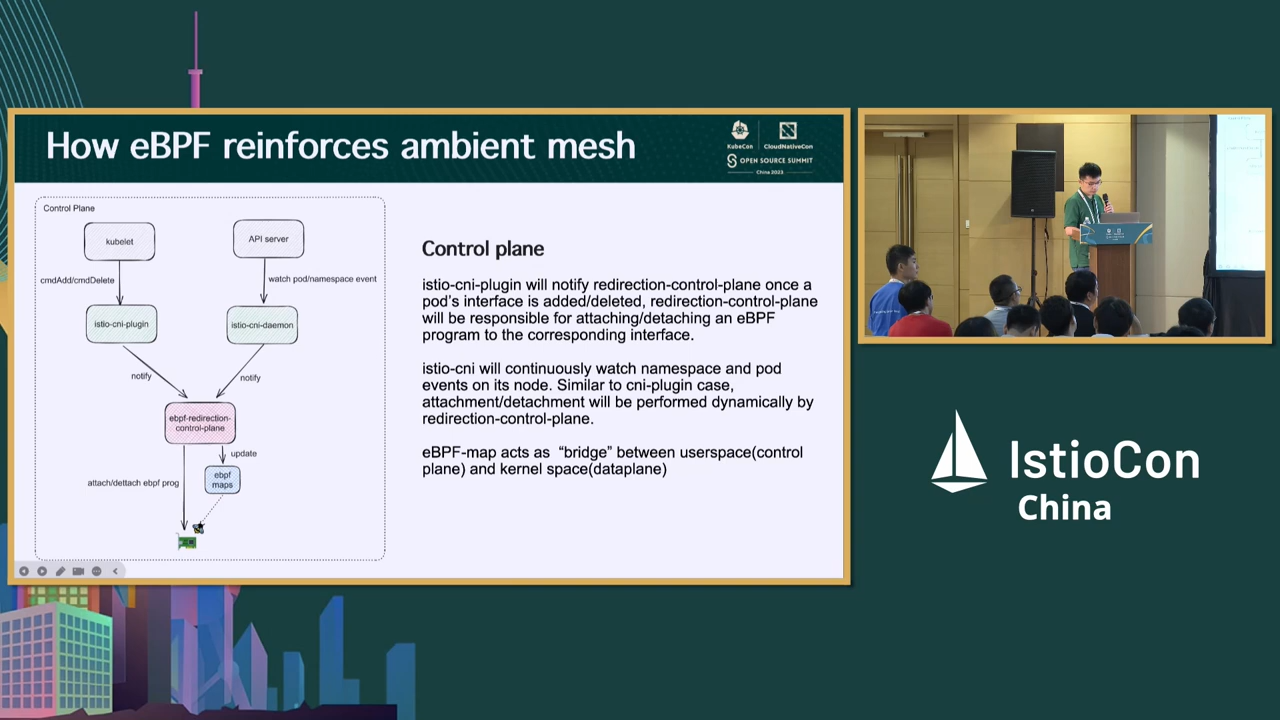 How eBPF reinforces ambient mesh
KubeCon
CloudNativeCon
OPEN SOURCE SUMMIT
China 2023
Control Plane
kubelet
API server
cmdAdd/cmdDelete
watch pod/namespace event
istio-cni-plugin
istio-cni-daemon
notify
notify
ebpf-redirection-
control-plane
update
attach/dettach ebpf prog
ebpf
maps
Control plane
istio-cni-plugin will notify redirection-control-plane once a
pod's interface is added/deleted, redirection-control-plane
will be responsible for attaching/detaching an eBPF
program to the corresponding interface.
istio-cni will continuously watch namespace and pod
events on its node. Similar to cni-plugin case,
attachment/detachment will be performed dynamically by
redirection-control-plane.
eBPF-map acts as “bridge” between userspace(control
plane) and kernel space(dataplane)
IstioCon
China